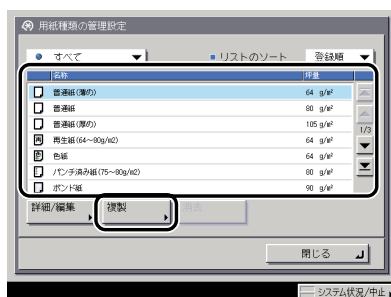 用紙種類の管理設定
すべて
リストのソート 登録順
名称 坪量
普通紙(薄め) 64 g/m²
普通紙 80 g/m²
普通紙(厚め) 105 g/m²
再生紙(64～80g/m2) 64 g/m²
色紙 64 g/m²
パンチ済み紙(75～80g/m2) 80 g/m²
ボンド紙 90 g/m²
1/3
詳細/編集 複製 消去
閉じる
システム状況/中止